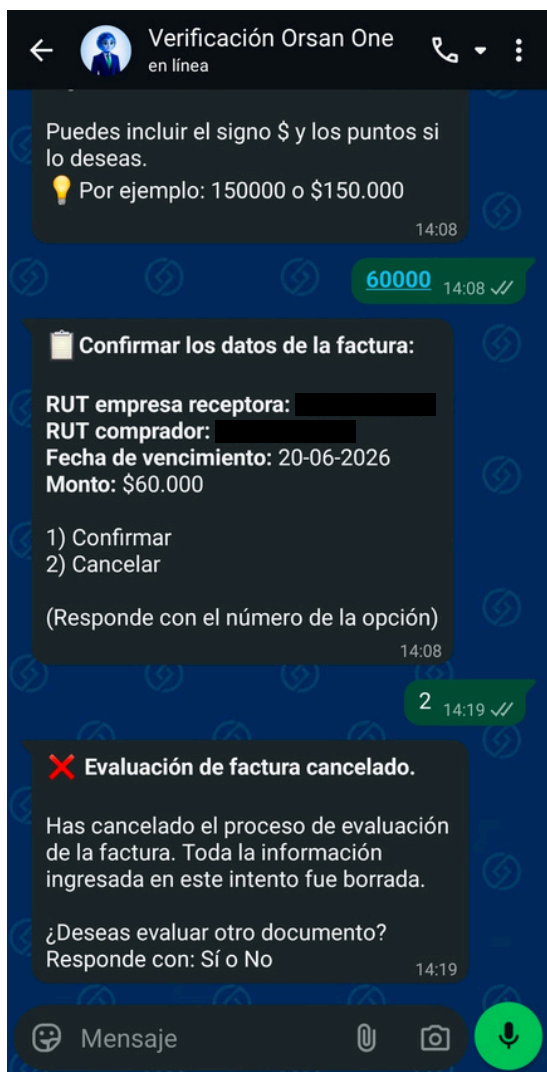 Verificación Orsan One
en línea
Puedes incluir el signo $ y los puntos si
lo deseas.
💡 Por ejemplo: 150000 o $150.000
14:08
60000 14:08
📋 Confirmar los datos de la factura:
RUT empresa receptora:
RUT comprador:
Fecha de vencimiento: 20-06-2026
Monto: $60.000
1) Confirmar
2) Cancelar
(Responde con el número de la opción)
14:08
2 14:19
❌ Evaluación de factura cancelado.
Has cancelado el proceso de evaluación
de la factura. Toda la información
ingresada en este intento fue borrada.
¿Deseas evaluar otro documento?
Responde con: Sí o No
14:19
Mensaje